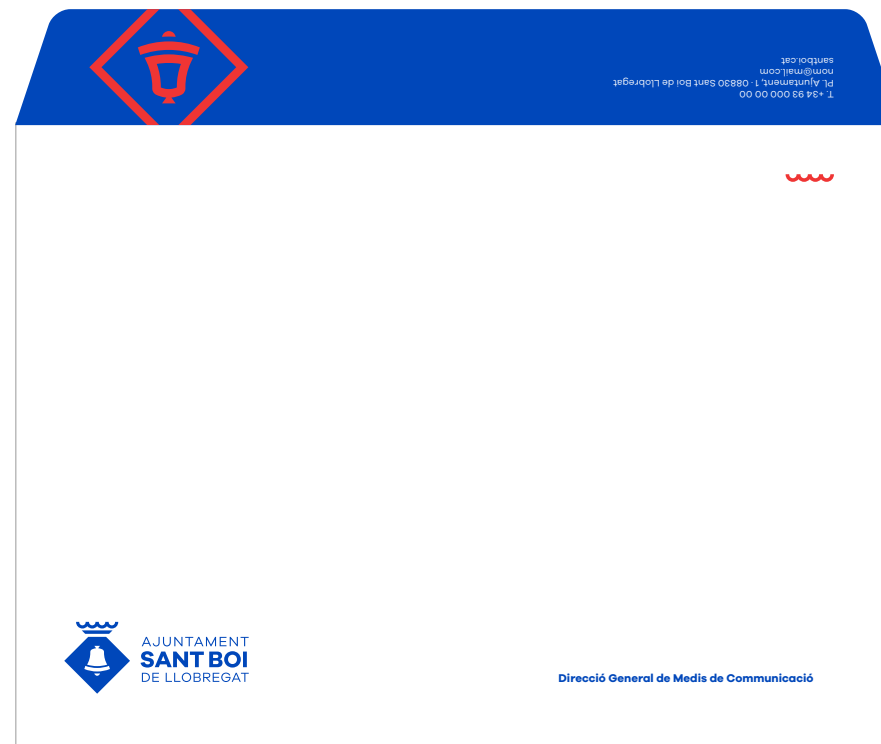 T. +34 93 000 00 00
Pl. Ajuntament, 1 · 08830 Sant Boi de Llobregat
nom@mail.com
santboi.cat
AJUNTAMENT
SANT BOI
DE LLOBREGAT
Direcció General de Medis de Communicació